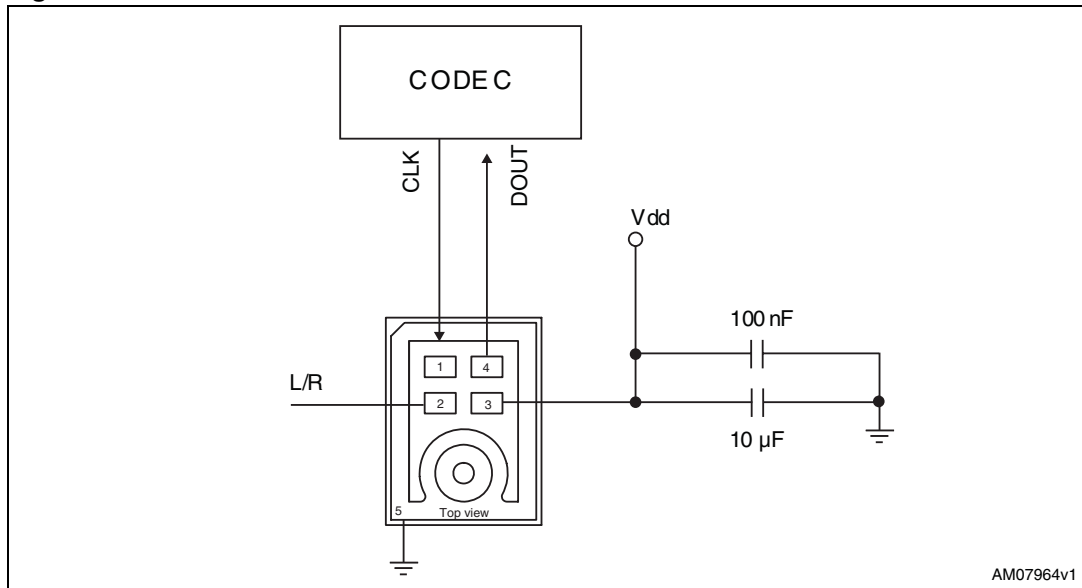 CODEC
CLK
DOUT
Vdd
100 nF
L/R
1
4
2
3
10 µF
5
Top view
AM07964v1